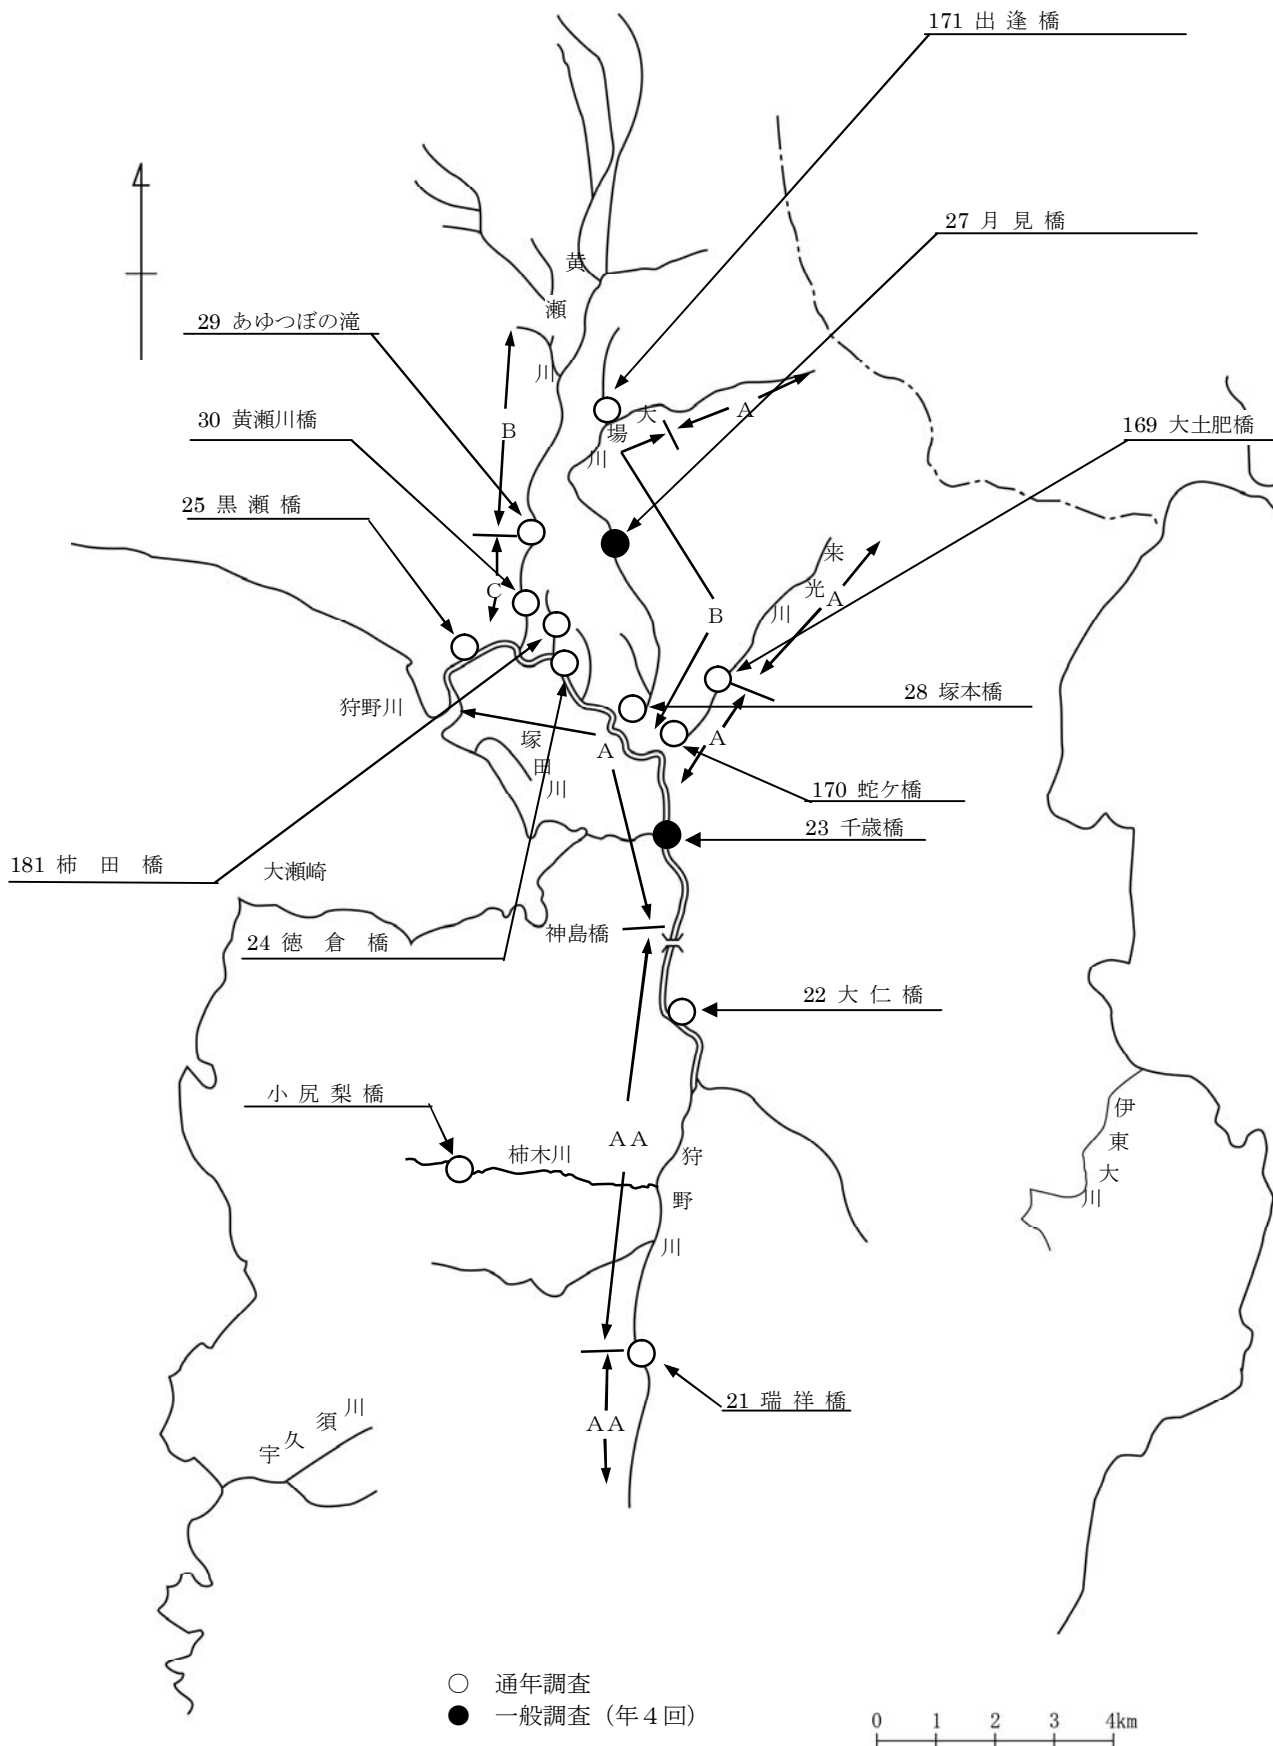 171 出逢橋
27 月見橋
黄瀬川
29 あゆつぼの滝
30 黄瀬川橋
B
大場川
A
169 大土肥橋
25 黒瀬橋
来光川
C
A
B
28 塚本橋
狩野川
塚田川
A
A
170 蛇ケ橋
23 千歳橋
181 柿 田 橋
大瀬崎
神島橋
24 徳 倉 橋
22 大仁橋
小尻梨橋
AA
柿木川
狩野川
伊東大川
21 瑞祥橋
AA
宇久須川
○ 通年調査
● 一般調査（年４回）
0 1 2 3 4km